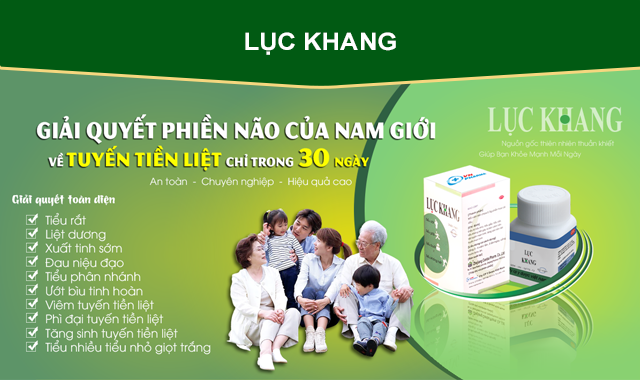 LỤC KHANG
GIẢI QUYẾT PHIỀN NÃO CỦA NAM GIỚI
VỀ TUYẾN TIỀN LIỆT CHỈ TRONG 30 NGÀY
An toàn - Chuyên nghiệp - Hiệu quả cao
Giải quyết toàn diện
Tiểu rắt
Liệt dương
Xuất tinh sớm
Đau niệu đạo
Tiểu phân nhánh
Ướt bìu tinh hoàn
Viêm tuyến tiền liệt
Phì đại tuyến tiền liệt
Tăng sinh tuyến tiền liệt
Tiểu nhiều tiểu nhỏ giọt trắng
LỤC KHANG
Nguồn gốc thiên nhiên thuần khiết
Giúp Bạn Khỏe Mạnh Mỗi Ngày
LỤC KHANG
LỤC
KHANG